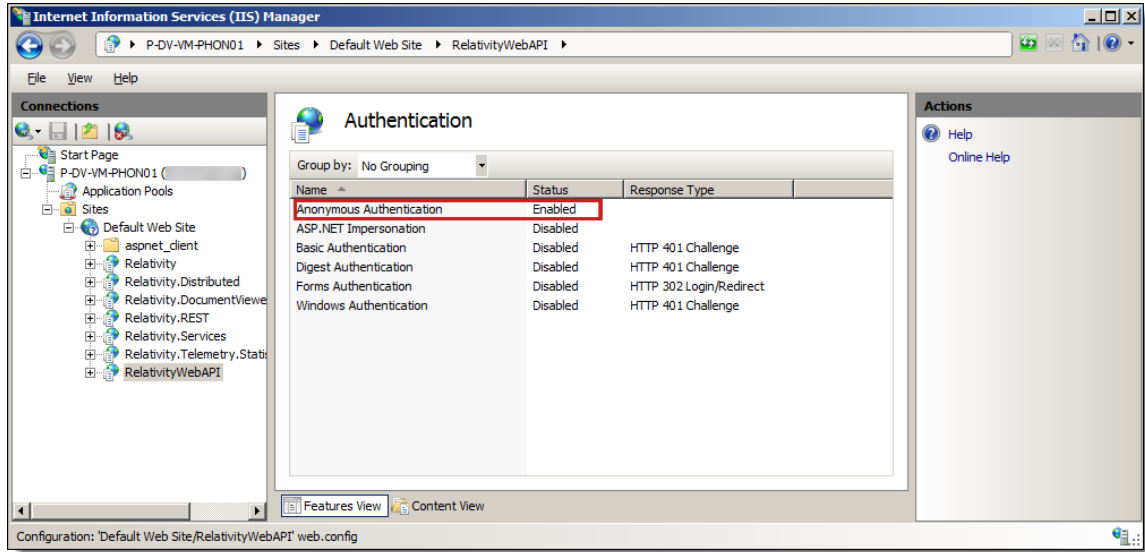 Internet Information Services (IIS) Manager
P-DV-VM-PHON01 Sites Default Web Site RelativityWebAPI
File View Help
Connections
Start Page
P-DV-VM-PHON01 ( )
Application Pools
Sites
Default Web Site
aspnet_client
Relativity
Relativity.Distributed
Relativity.DocumentViewe
Relativity.REST
Relativity.Services
Relativity.Telemetry.Statis
RelativityWebAPI
Authentication
Group by: No Grouping
Name Status Response Type
Anonymous Authentication Enabled
ASP.NET Impersonation Disabled
Basic Authentication Disabled HTTP 401 Challenge
Digest Authentication Disabled HTTP 401 Challenge
Forms Authentication Disabled HTTP 302 Login/Redirect
Windows Authentication Disabled HTTP 401 Challenge
Features View Content View
Actions
Help
Online Help
Configuration: 'Default Web Site/RelativityWebAPI' web.config